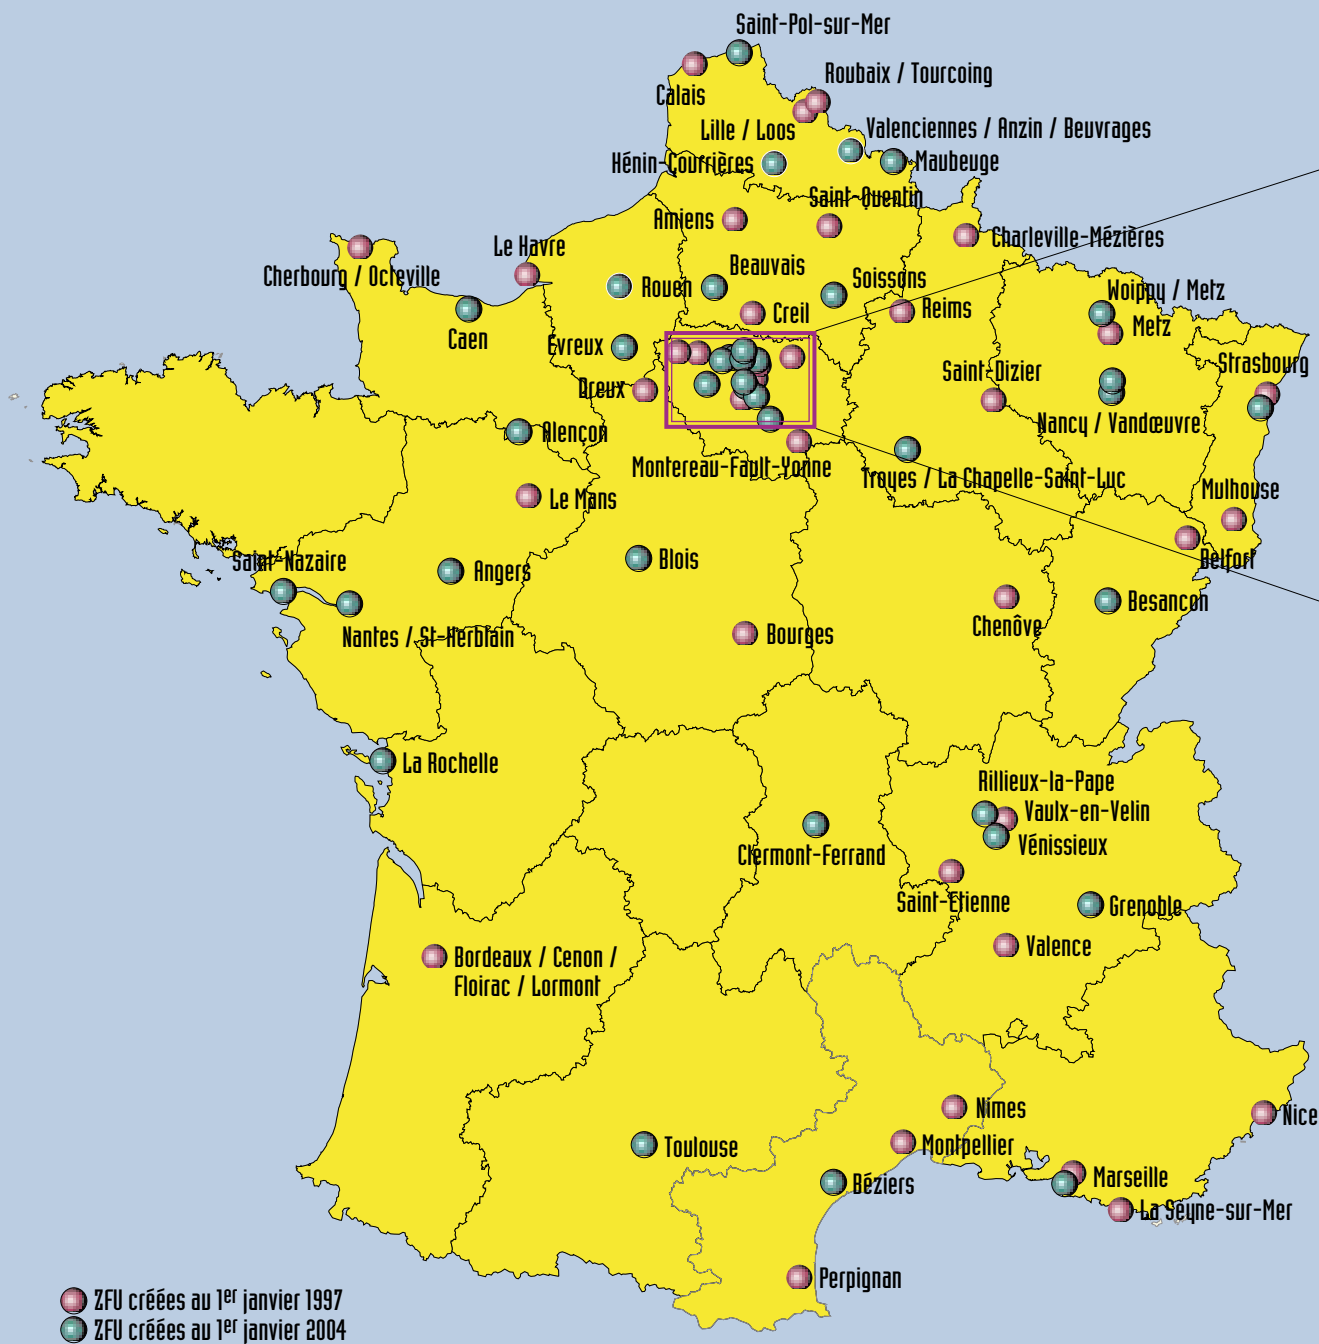 Saint-Pol-sur-Mer
Roubaix / Tourcoing
Calais
Lille / Loos
Valenciennes / Anzin / Beuvrages
Hénin-Courrières
Maubeuge
Saint-Quentin
Amiens
Charleville-Mézières
Le Havre
Cherbourg / Octeville
Beauvais
Rouen
Soissons
Woippy / Metz
Creil
Reims
Metz
Caen
Evreux
Saint-Dizier
Strasbourg
Dreux
Nancy / Vandœuvre
Alençon
Montereau-Fault-Yonne
Troyes / La Chapelle-Saint-Luc
Mulhouse
Le Mans
Belfort
Saint-Nazaire
Angers
Blois
Besançon
Chenôve
Nantes / St-Herblain
Bourges
La Rochelle
Rillieux-la-Pape
Vaulx-en-Velin
Vénissieux
Clermont-Ferrand
Saint-Etienne
Grenoble
Valence
Bordeaux / Cenon /
Floirac / Lormont
Nimes
Nice
Toulouse
Montpellier
Marseille
Béziers
La Seyne-sur-Mer
Perpignan
ZFU créées au 1er janvier 1997
ZFU créées au 1er janvier 2004